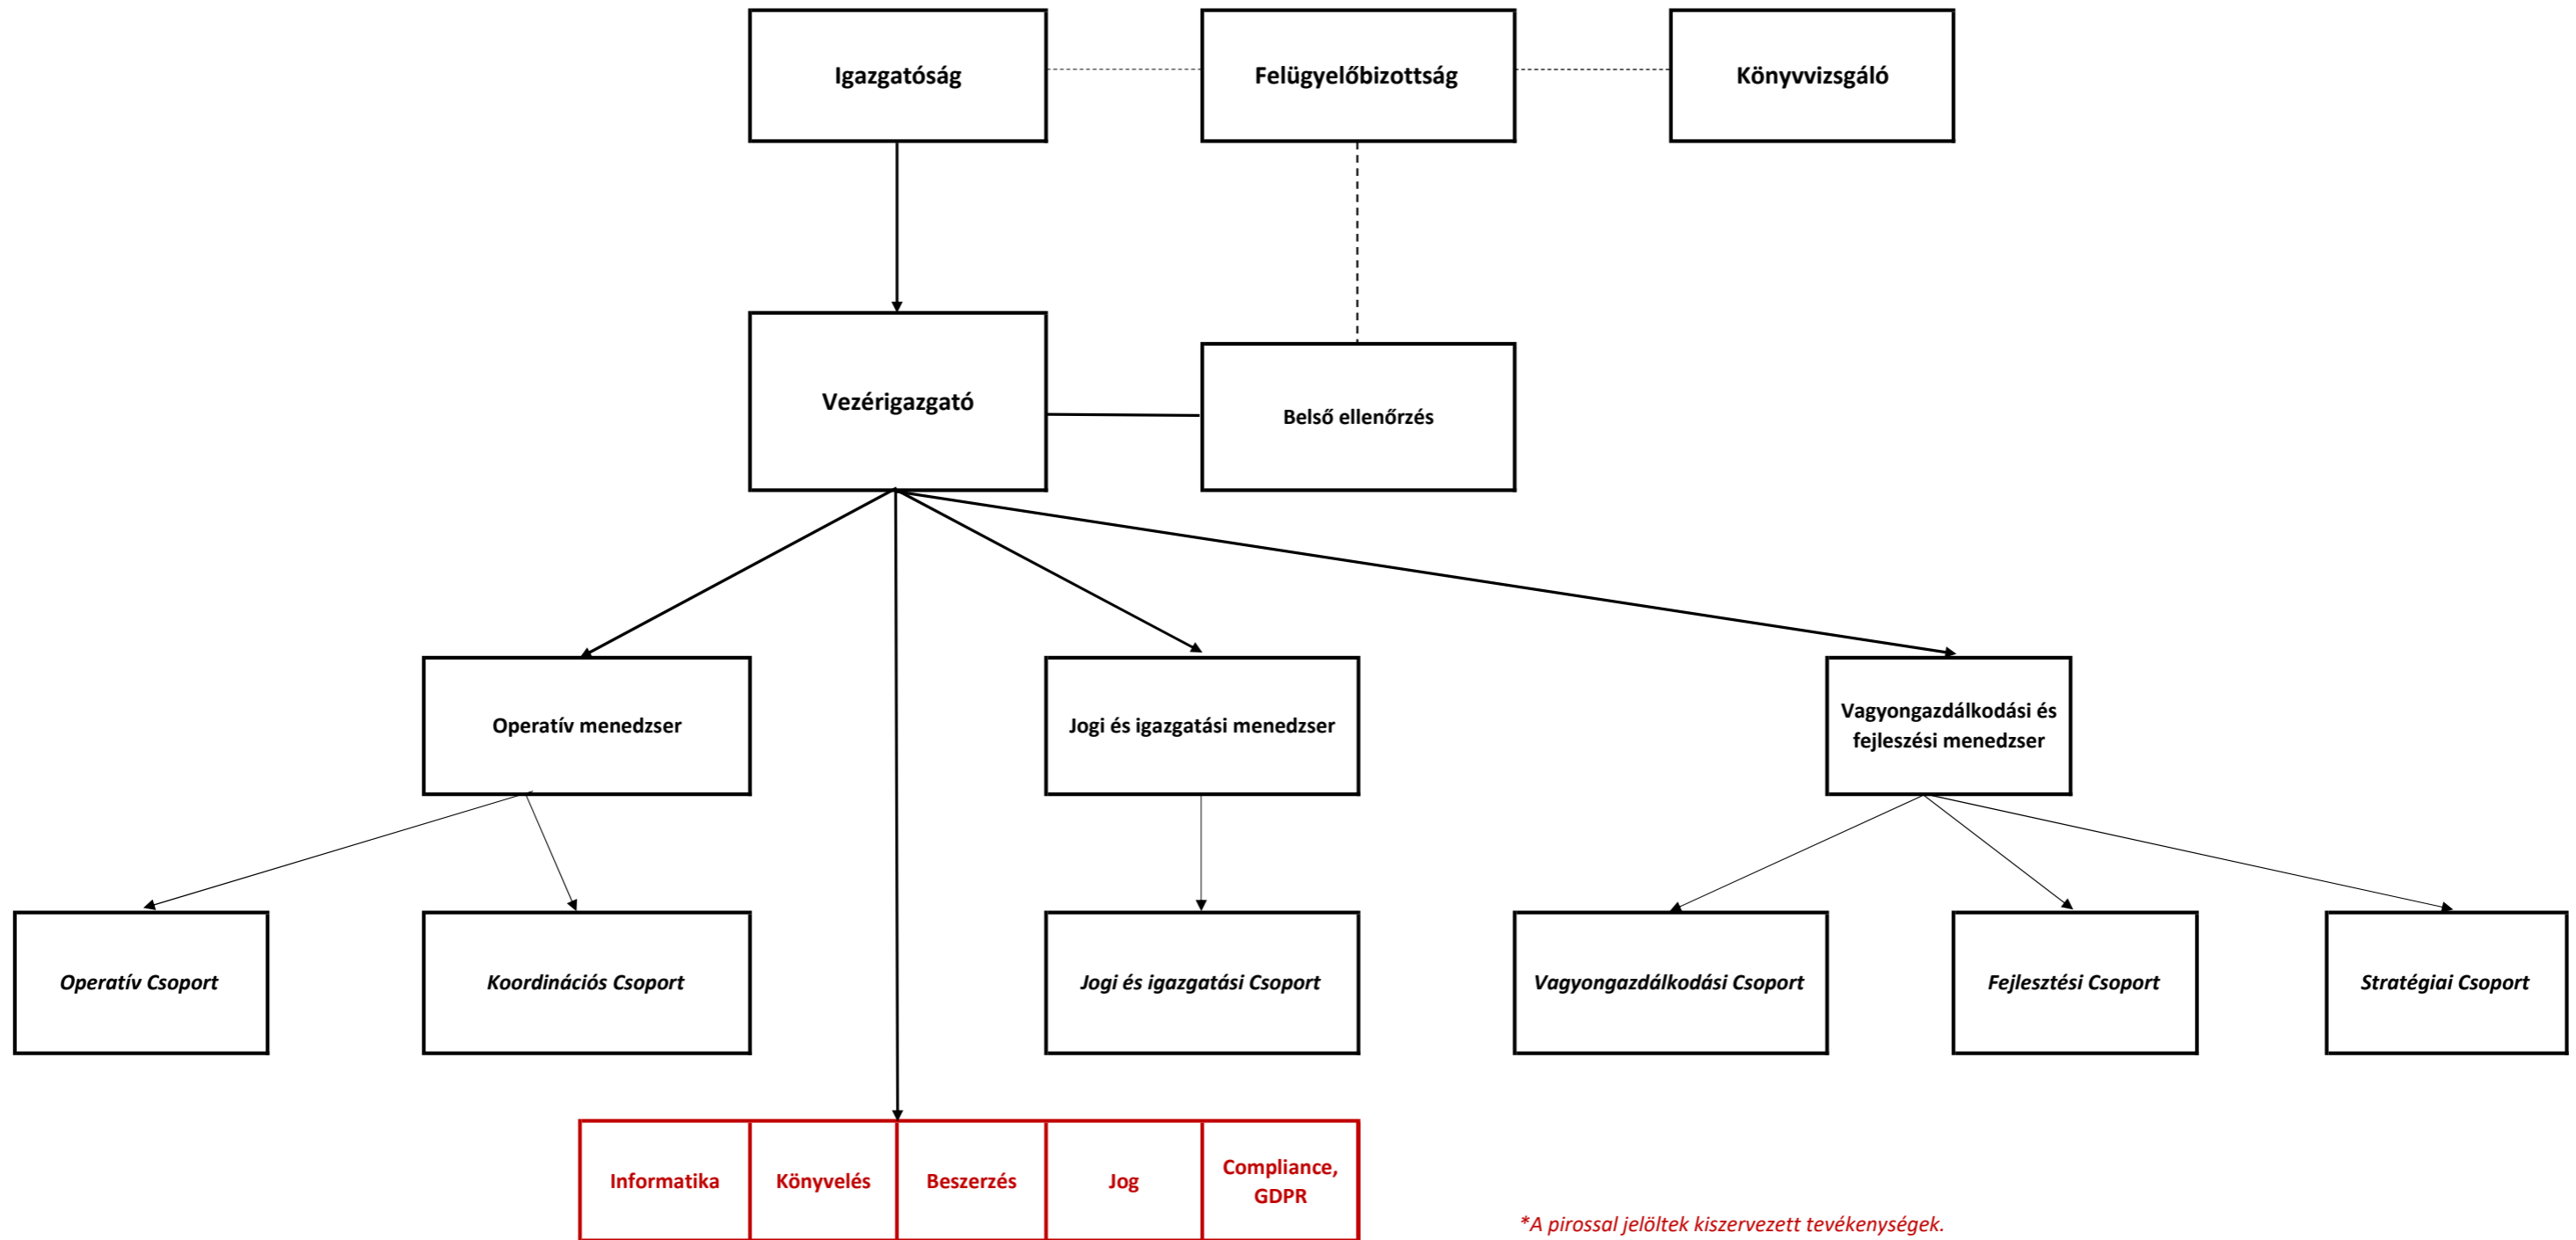 Igazgatóság
Felügyelőbizottság
Könyvvizsgáló
Vezérigazgató
Belső ellenőrzés
Operatív menedzser
Jogi és igazgatási menedzser
Vagyongazdálkodási és
fejleszési menedzser
Operatív Csoport
Koordinációs Csoport
Jogi és igazgatási Csoport
Vagyongazdálkodási Csoport
Fejlesztési Csoport
Stratégiai Csoport
Informatika
Könyvelés
Beszerzés
Jog
Compliance,
GDPR
*A pirossal jelöltek kiszervezett tevékenységek.